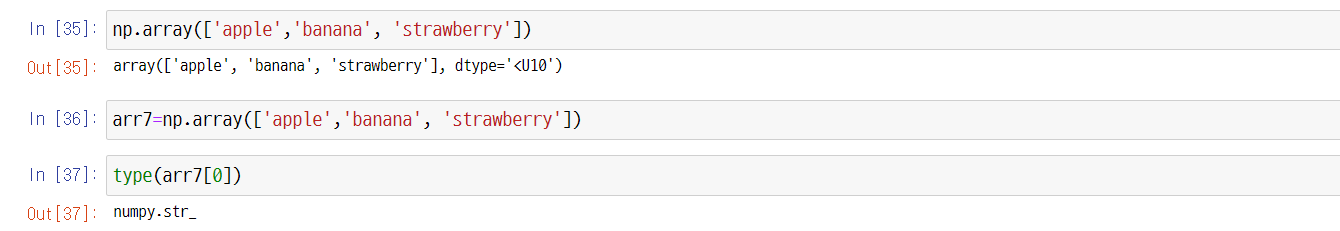 In [35]: np.array(['apple','banana', 'strawberry'])
Out[35]: array(['apple', 'banana', 'strawberry'], dtype='<U10')
In [36]: arr7=np.array(['apple','banana', 'strawberry'])
In [37]: type(arr7[0])
Out[37]: numpy.str_